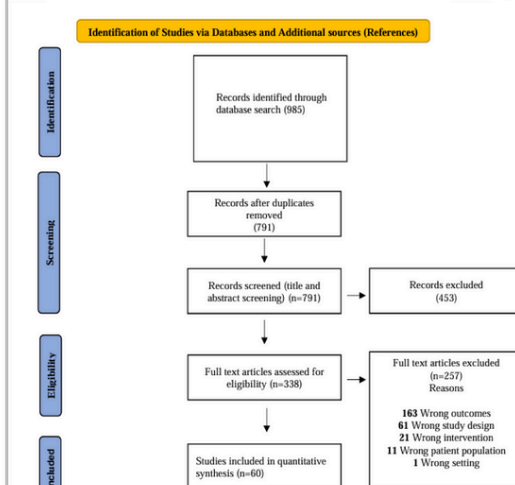 Identification of Studies via Databases and Additional sources (References)
Identification
Records identified through
database search (985)
Records after duplicates
removed
(791)
Screening
Records screened (title and
abstract screening) (n=791)
Records excluded
(453)
Eligibility
Full text articles assessed for
eligibility (n=338)
Full text articles excluded
(n=257)
Reasons
163 Wrong outcomes
61 Wrong study design
21 Wrong intervention
11 Wrong patient population
1 Wrong setting
ncluded
Studies included in quantitative
synthesis (n=60)